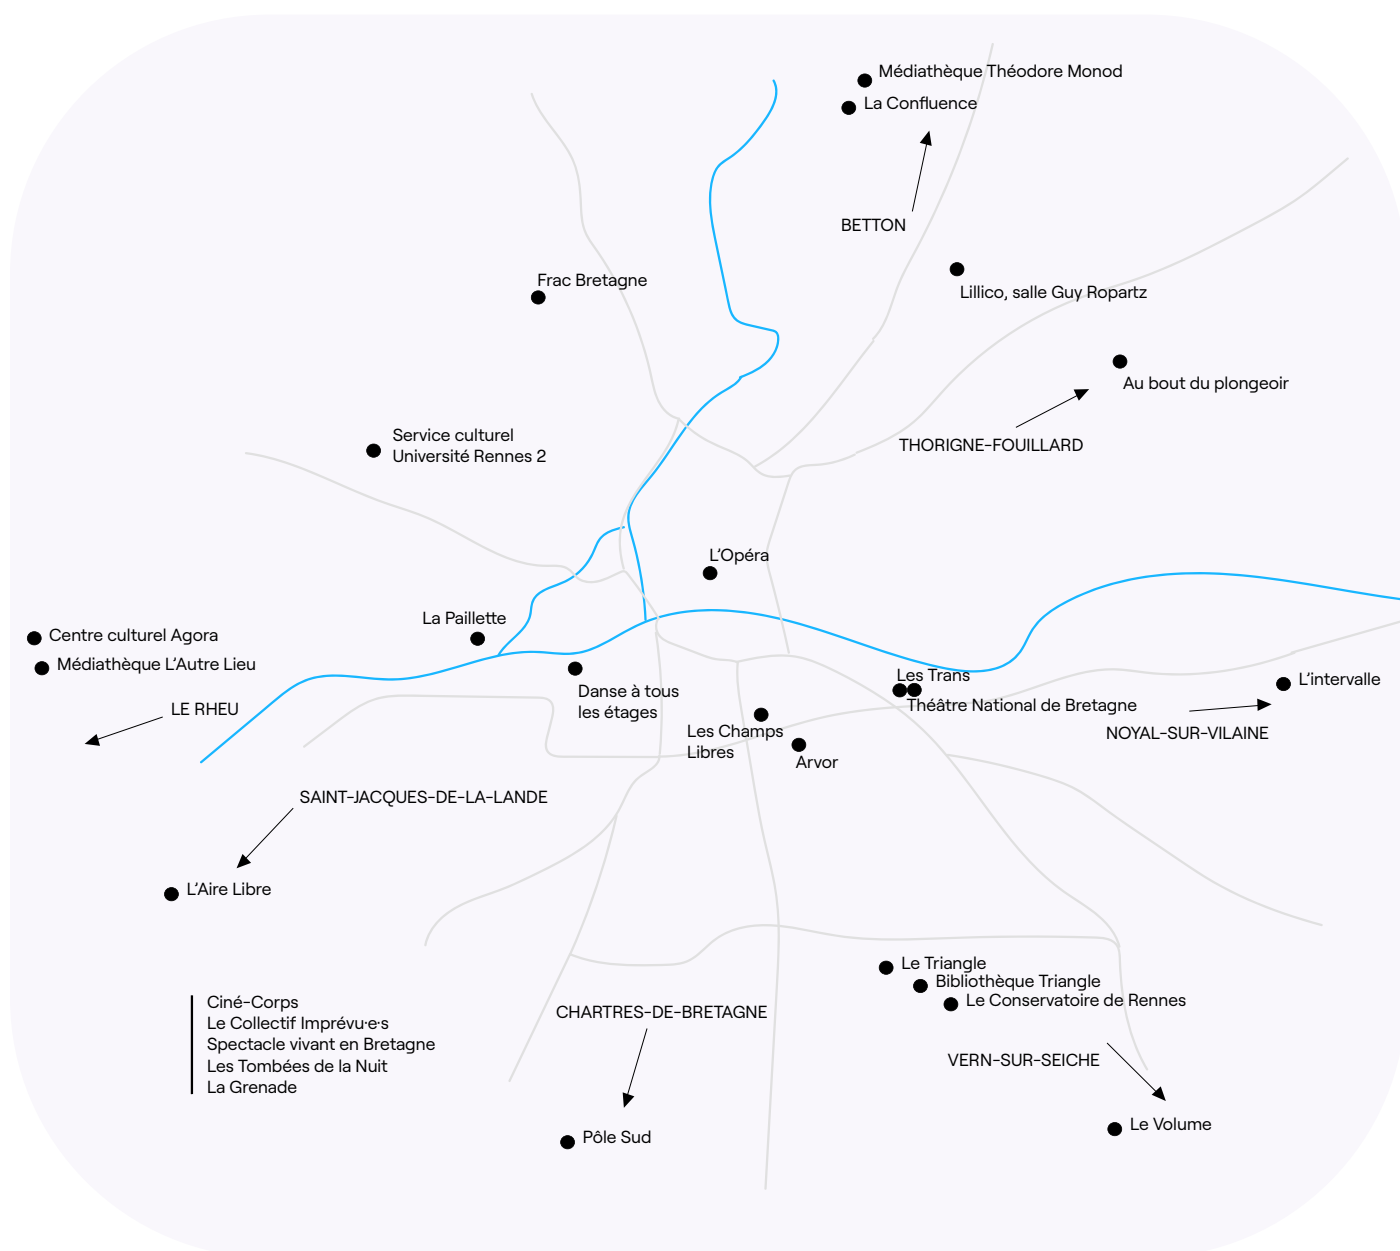 Médiathèque Théodore Monod
La Confluence
BETTON
Frac Bretagne
Lillico, salle Guy Ropartz
Au bout du plongeoir
THORIGNE-FOUILLARD
Service culturel
Université Rennes 2
L'Opéra
La Paillette
Centre culturel Agora
Médiathèque L'Autre Lieu
LE RHEU
Danse à tous
les étages
Les Trans
Théâtre National de Bretagne
L'intervalle
NOYAL-SUR-VILAINE
Les Champs
Libres
Arvor
SAINT-JACQUES-DE-LA-LANDE
L'Aire Libre
Le Triangle
Bibliothèque Triangle
Le Conservatoire de Rennes
Ciné-Corps
Le Collectif Imprévu·e·s
Spectacle vivant en Bretagne
Les Tombées de la Nuit
La Grenade
CHARTRES-DE-BRETAGNE
VERN-SUR-SEICHE
Le Volume
Pôle Sud